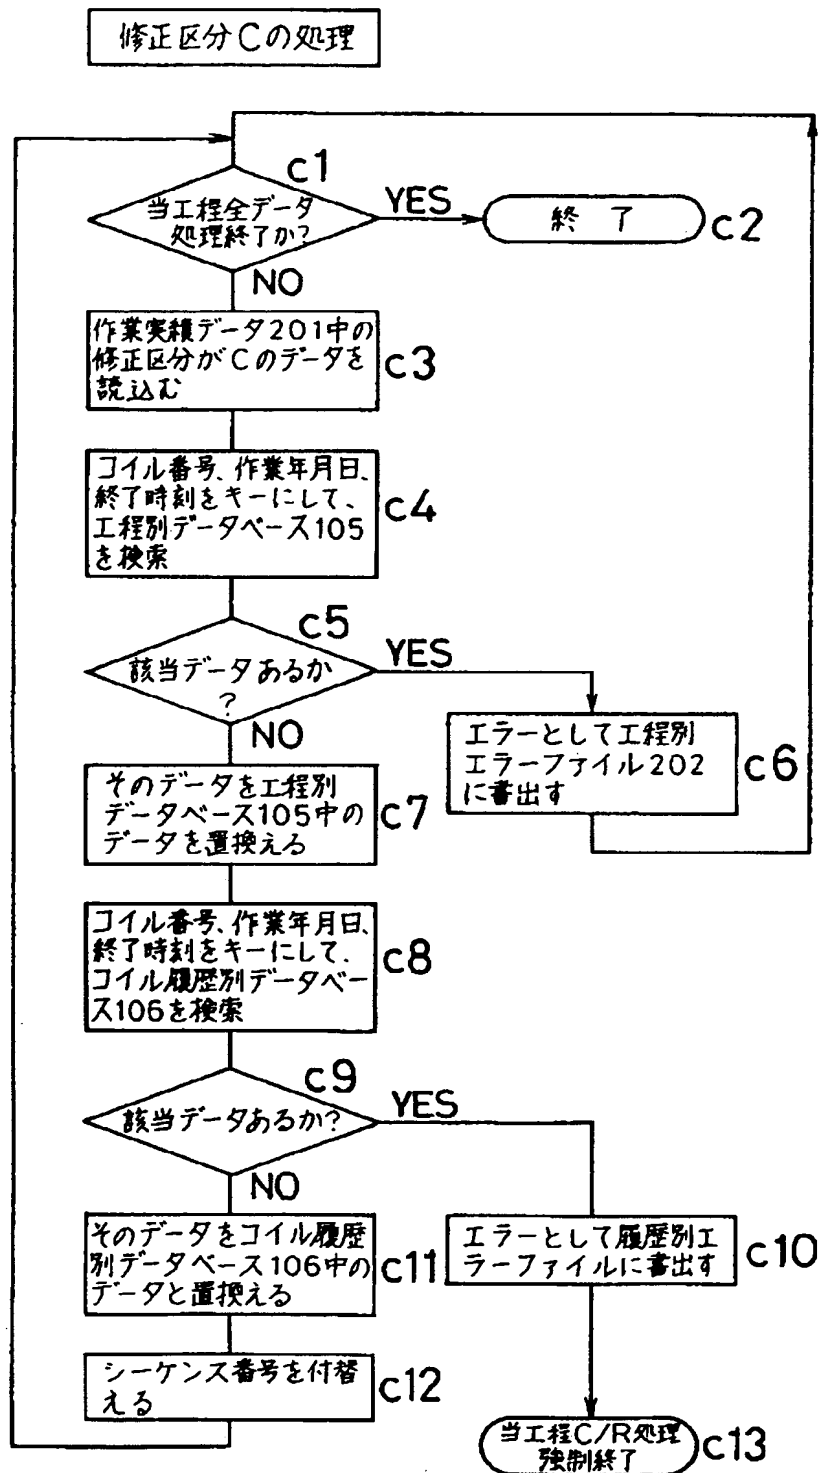 修正区分Cの処理
c1
当工程全データ
処理終了か?
YES
終 了
c2
NO
作業実績データ201中の
修正区分がCのデータを
読込む
c3
コイル番号、作業年月日、
終了時刻をキーにして、
工程別データベース105
を検索
c4
c5
該当データあるか
?
YES
NO
エラーとして工程別
エラーファイル202
に書出す
c6
そのデータを工程別
データベース105中の
データを置換える
c7
コイル番号、作業年月日、
終了時刻をキーにして、
コイル履歴別データベー
ス106を検索
c8
c9
該当データあるか?
YES
NO
そのデータをコイル履歴
別データベース106中の
データと置換える
c11
エラーとして履歴別エ
ラーファイルに書出す
c10
シーケンス番号を付替
える
c12
当工程C/R処理
強制終了
c13